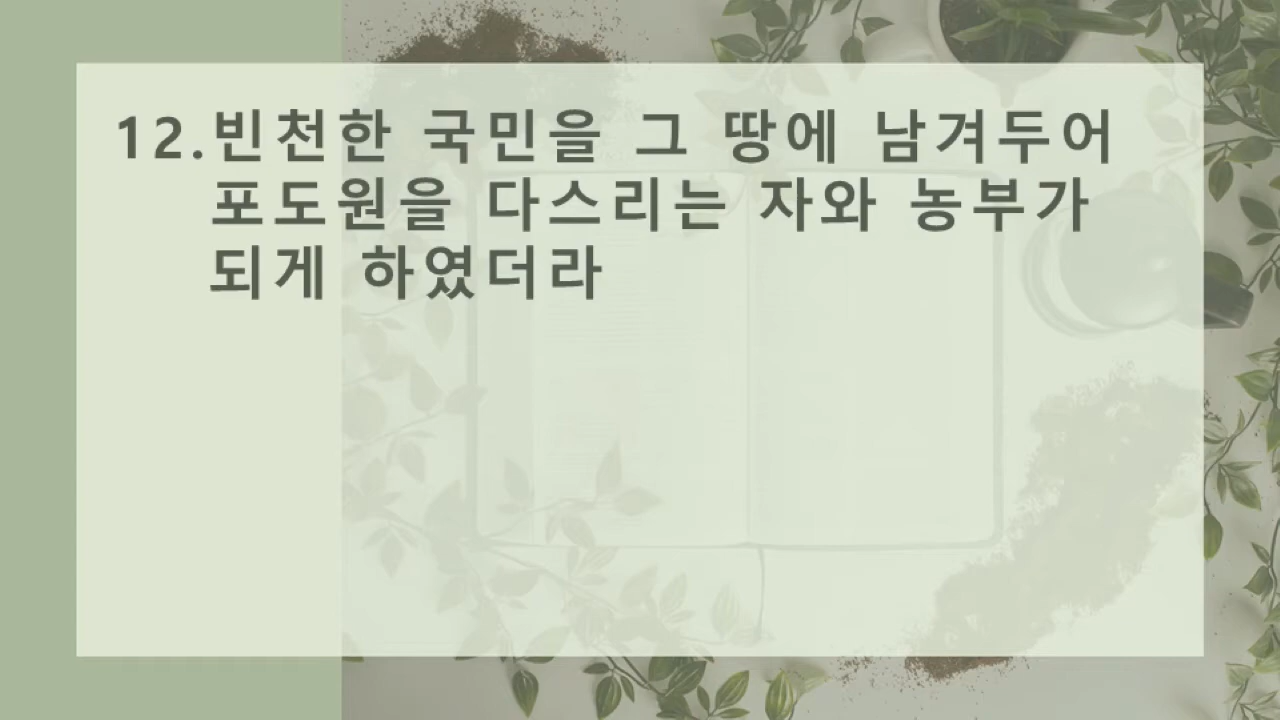 12.빈천한 국민을 그 땅에 남겨두어
포도원을 다스리는 자와 농부가
되게 하였더라